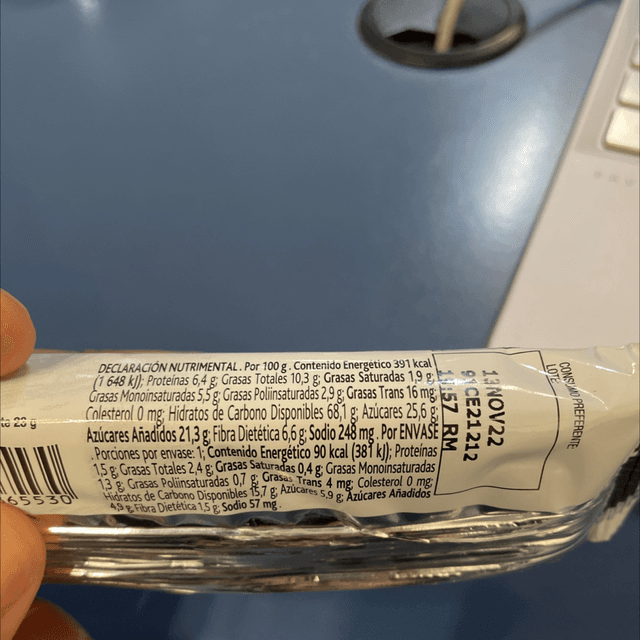 DECLARACIÓN NUTRIMENTAL. Por 100 g. Contenido Energético 391 kcal
(1 648 kJ); Proteínas 6,4 g; Grasas Totales 10,3 g; Grasas Saturadas 1,9 g
Grasas Monoinsaturadas 5,5 g; Grasas Poliinsaturadas 2,9 g; Grasas Trans 16 mg
Colesterol 0 mg; Hidratos de Carbono Disponibles 68,1 g; Azúcares 25,6 g
Azúcares Añadidos 21,3 g; Fibra Dietética 6,6 g; Sodio 248 mg. Por ENVASE
. Porciones por envase: 1; Contenido Energético 90 kcal (381 kJ); Proteínas
1,5 g; Grasas Totales 2,4 g; Grasas Saturadas 0,4 g; Grasas Monoinsaturadas
1,3 g; Grasas Poliinsaturadas 0,7 g; Grasas Trans 4 mg; Colesterol 0 mg;
Hidratos de Carbono Disponibles 15,7 g; Azúcares 5,9 g; Azúcares Añadidos
4,9 g; Fibra Dietética 1,5 g; Sodio 57 mg.
CONSUMO PREFERENTE
LOTE:
13NOV22
91CE21212
57 RM
23 g
65530